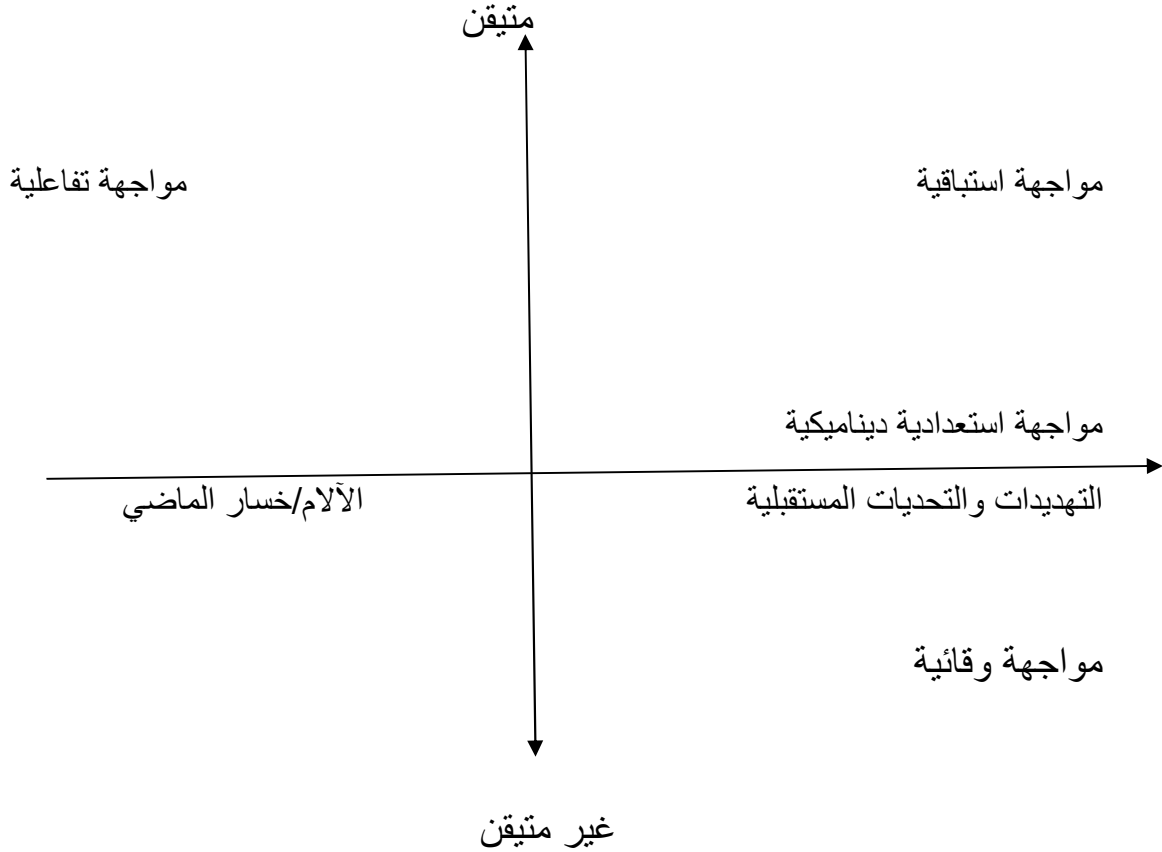 متيقن
مواجهة استباقية
مواجهة تفاعلية
مواجهة استعدادية ديناميكية
التهديدات والتحديات المستقبلية
الآلام/خسار الماضي
مواجهة وقائية
غير متيقن